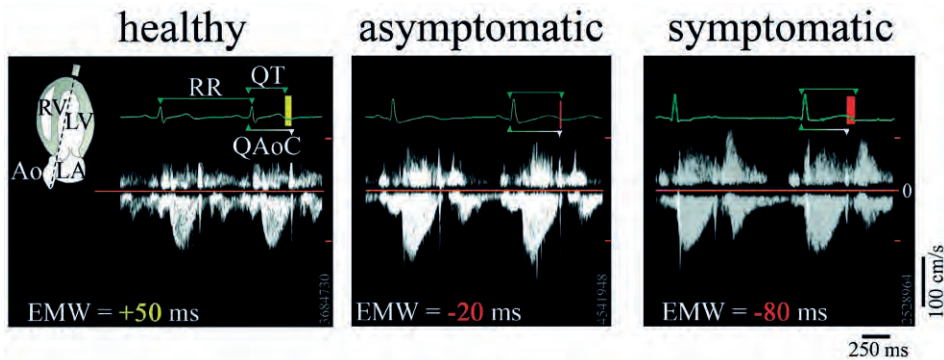 healthy
asymptomatic
symptomatic
RR
QT
QAoC
RV
LV
Ao
LA
EMW = +50 ms
3684730
EMW = -20 ms
4541948
EMW = -80 ms
2528964
0
100 cm/s
250 ms